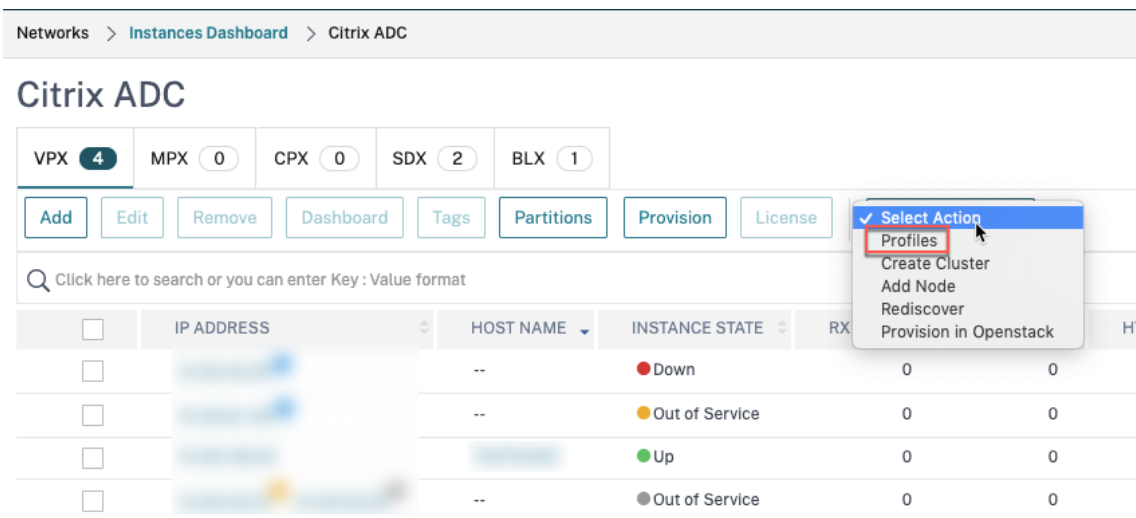 Networks > Instances Dashboard > Citrix ADC
Citrix ADC
VPX 4 MPX 0 CPX 0 SDX 2 BLX 1
Add Edit Remove Dashboard Tags Partitions Provision License ✓ Select Action
Profiles
Create Cluster
Add Node
Rediscover
Provision in Openstack
Click here to search or you can enter Key : Value format
IP ADDRESS HOST NAME INSTANCE STATE RX
-- Down 0 0
-- Out of Service 0 0
Up 0 0
-- Out of Service 0 0